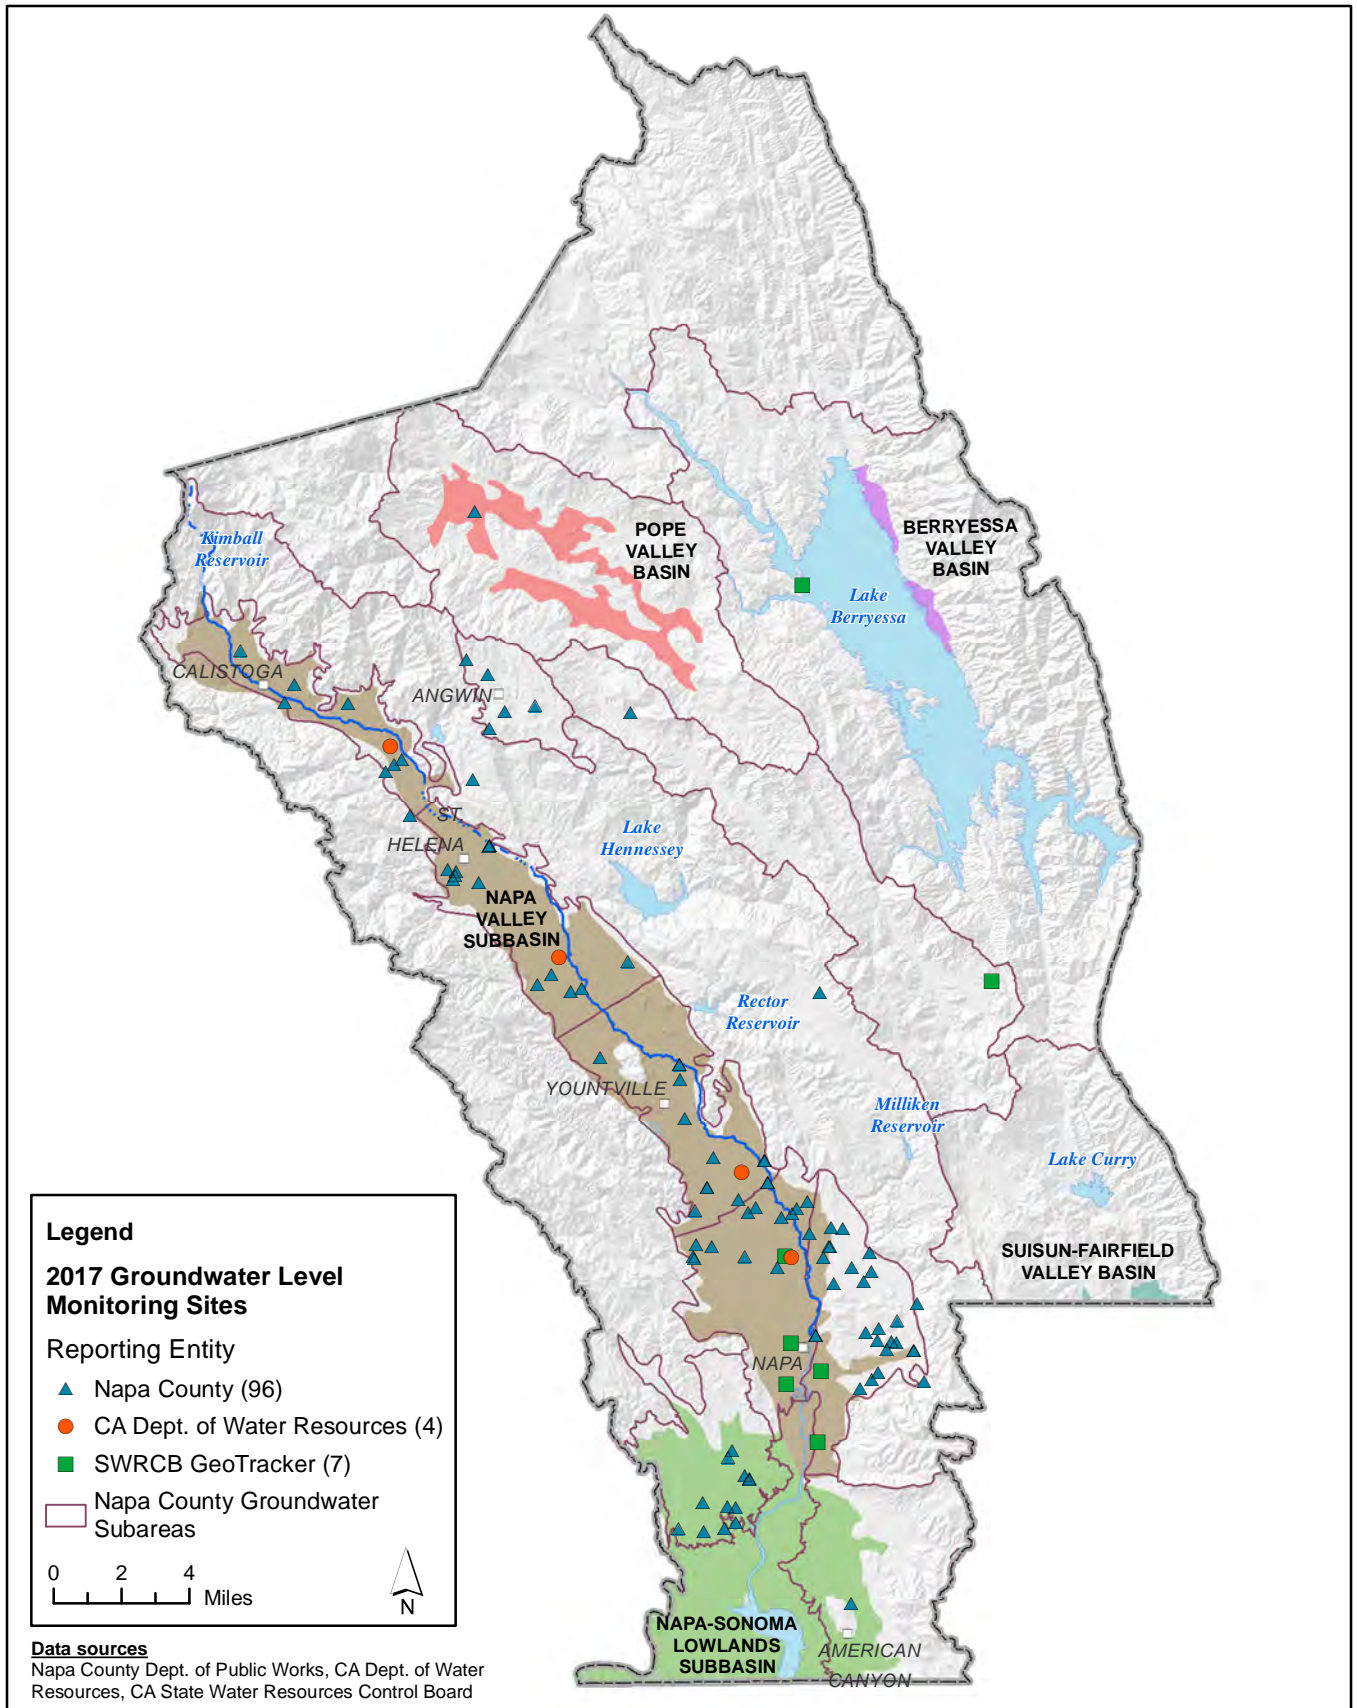 POPE
VALLEY
BASIN
BERRYESSA
VALLEY
BASIN
Kimball
Reservoir
Lake
Berryessa
CALISTOGA
ANGWIN
ST.
HELENA
Lake
Hennessey
NAPA
VALLEY
SUBBASIN
Rector
Reservoir
YOUNTVILLE
Milliken
Reservoir
Lake Curry
SUISUN-FAIRFIELD
VALLEY BASIN
NAPA
NAPA-SONOMA
LOWLANDS
SUBBASIN
AMERICAN
CANYON
Legend
2017 Groundwater Level
Monitoring Sites
Reporting Entity
Napa County (96)
CA Dept. of Water Resources (4)
SWRCB GeoTracker (7)
Napa County Groundwater
Subareas
0 2 4
Miles
N
Data sources
Napa County Dept. of Public Works, CA Dept. of Water
Resources, CA State Water Resources Control Board